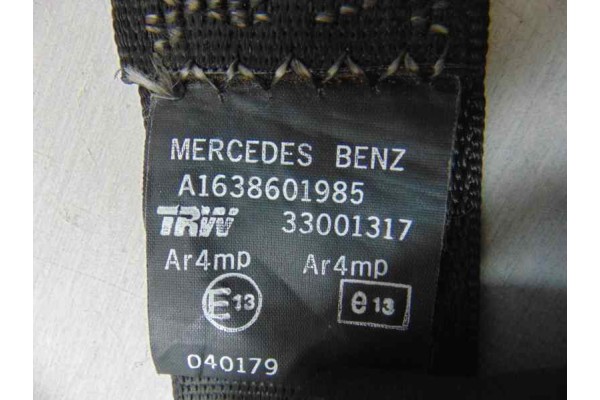 MERCEDES BENZ
A1638601985
TRW 33001317
Ar4mp Ar4mp
E13 e13
040179